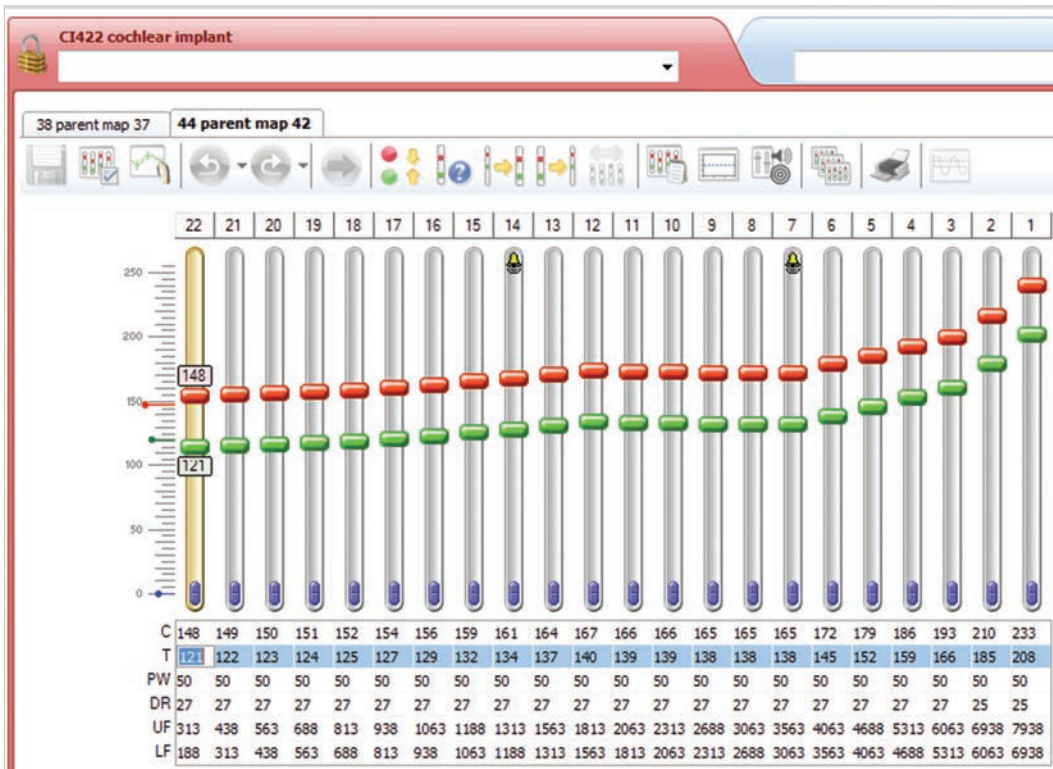 CI422 cochlear implant
38 parent map 37 44 parent map 42
22 21 20 19 18 17 16 15 14 13 12 11 10 9 8 7 6 5 4 3 2 1
250
200
148
150
121
100
50
0
C 148 149 150 151 152 154 156 159 161 164 167 166 166 165 165 165 172 179 186 193 210 233
T 121 122 123 124 125 127 129 132 134 137 140 139 139 138 138 138 145 152 159 166 185 208
PW 50 50 50 50 50 50 50 50 50 50 50 50 50 50 50 50 50 50 50 50 50 50
DR 27 27 27 27 27 27 27 27 27 27 27 27 27 27 27 27 27 27 27 27 25 25
UF 313 438 563 688 813 938 1063 1188 1313 1563 1813 2063 2313 2688 3063 3563 4063 4688 5313 6063 6938 7938
LF 188 313 438 563 688 813 938 1063 1188 1313 1563 1813 2063 2313 2688 3063 3563 4063 4688 5313 6063 6938